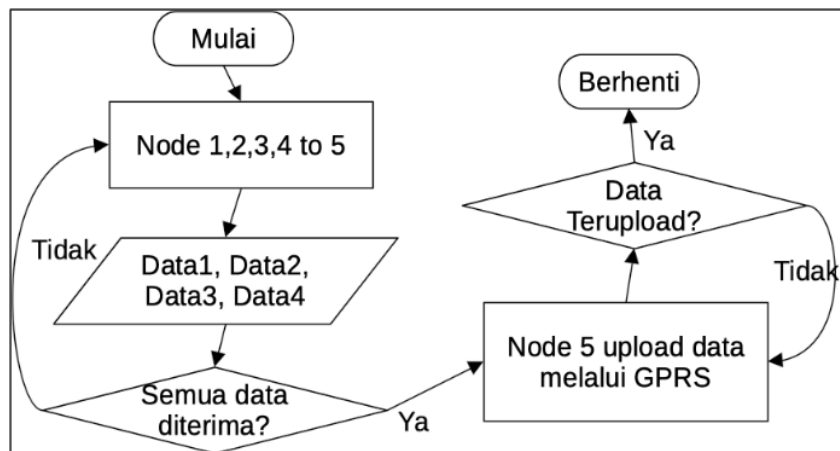 Mulai
Node 1,2,3,4 to 5
Data1, Data2,
Data3, Data4
Semua data
diterima?
Tidak
Ya
Node 5 upload data
melalui GPRS
Data
Terupload?
Tidak
Ya
Berhenti